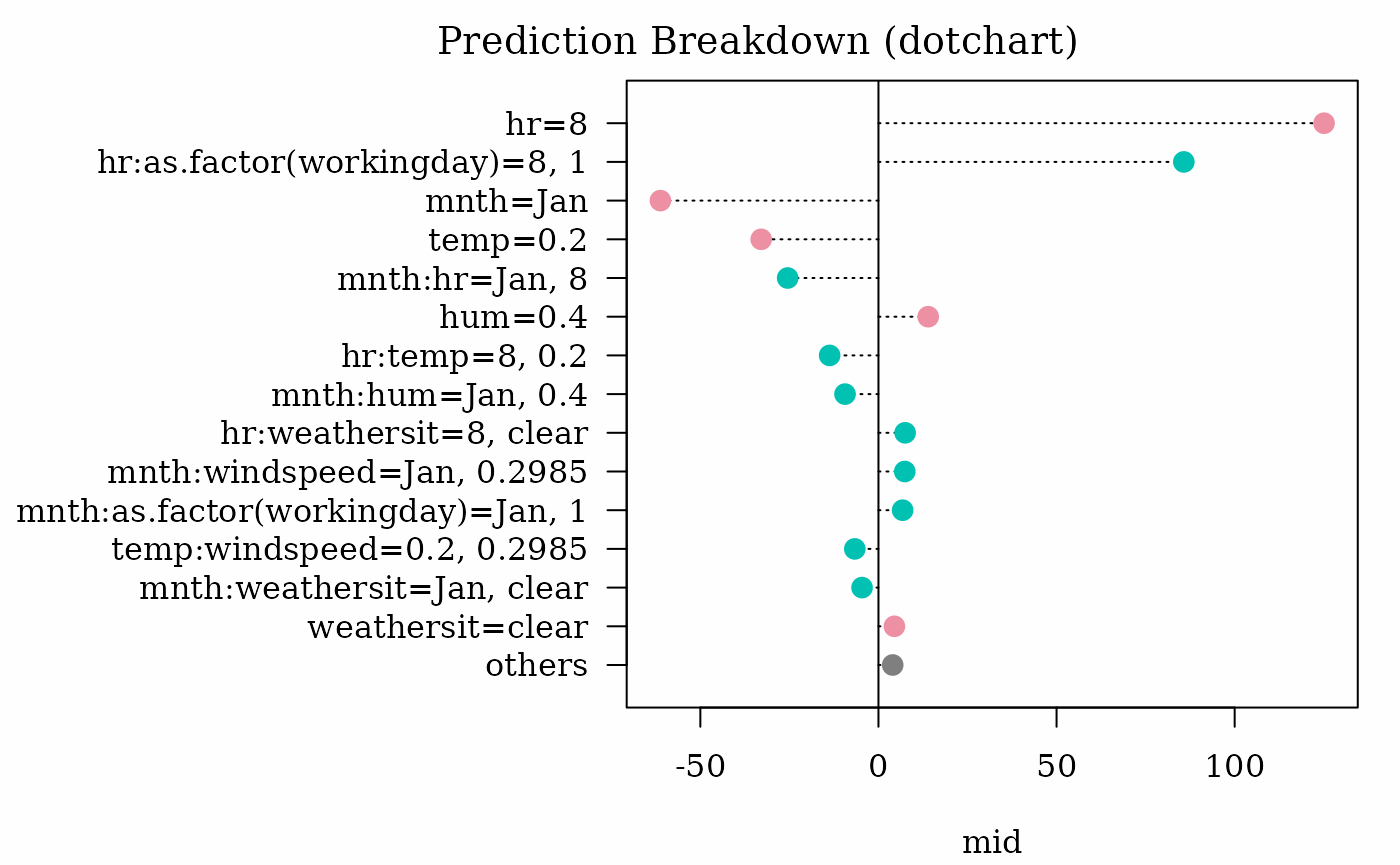 Prediction Breakdown (dotchart)
hr=8
hr:as.factor(workingday)=8, 1
mnth=Jan
temp=0.2
mnth:hr=Jan, 8
hum=0.4
hr:temp=8, 0.2
mnth:hum=Jan, 0.4
hr:weathersit=8, clear
mnth:windspeed=Jan, 0.2985
mnth:as.factor(workingday)=Jan, 1
temp:windspeed=0.2, 0.2985
mnth:weathersit=Jan, clear
weathersit=clear
others
-50 0 50 100
mid